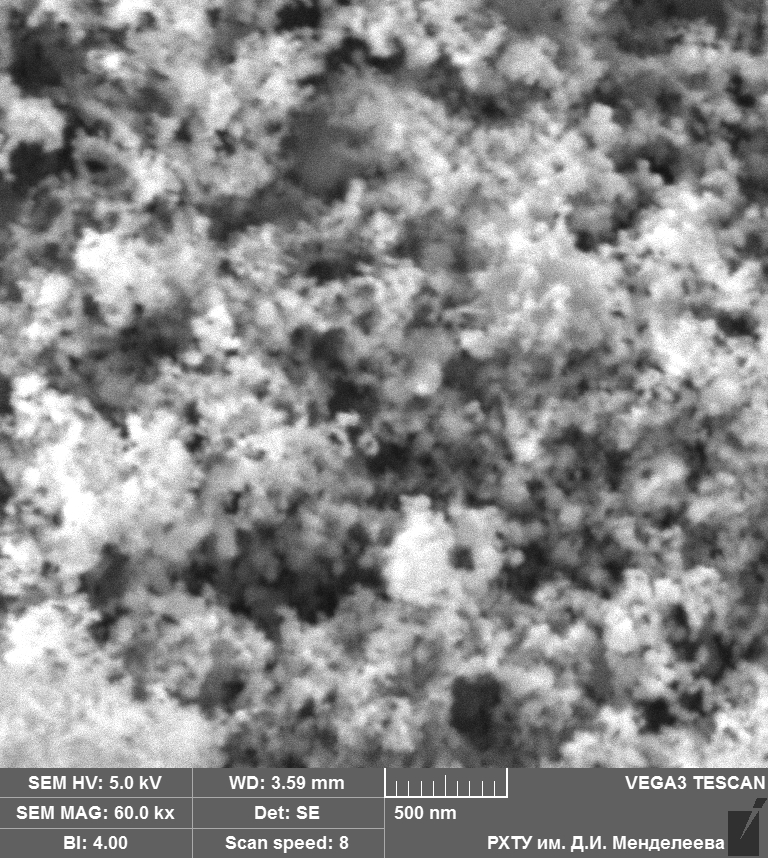 SEM HV: 5.0 kV
WD: 3.59 mm
VEGA3 TESCAN
SEM MAG: 60.0 kx
Det: SE
500 nm
BI: 4.00
Scan speed: 8
РХТУ им. Д.И. Менделеева